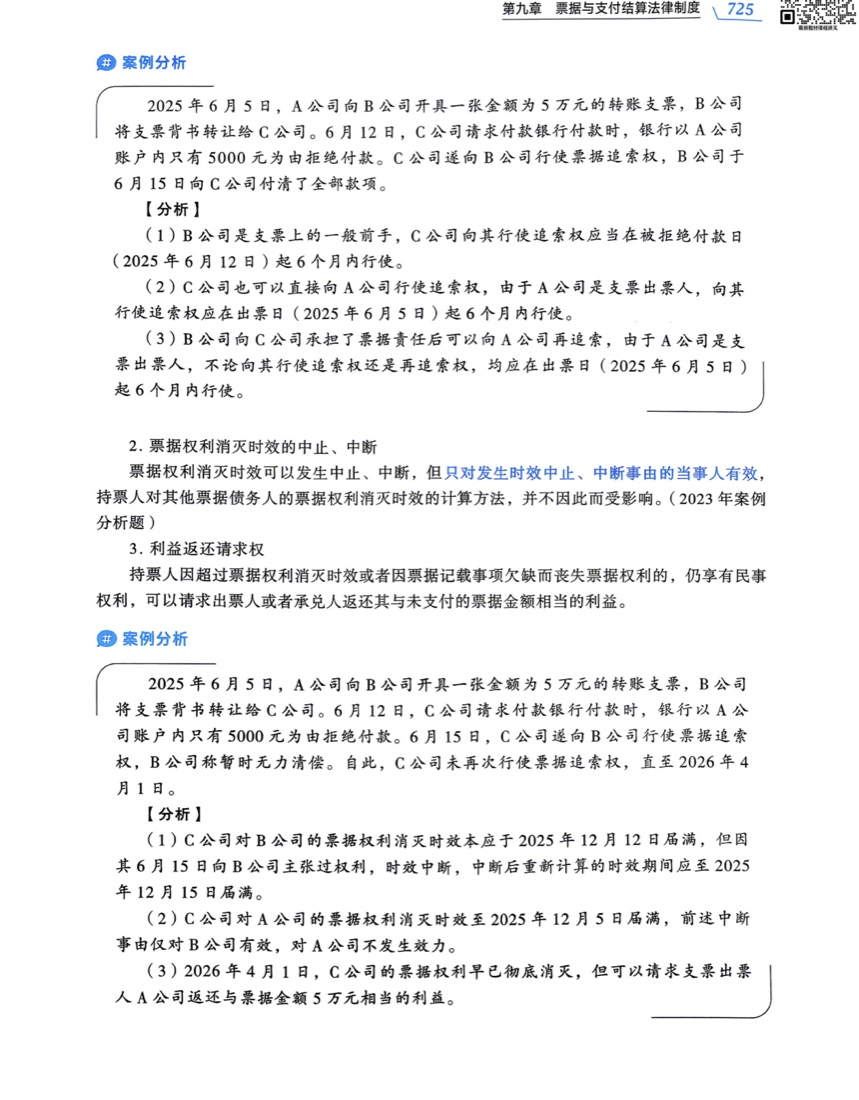 第九章 票据与支付结算法律制度 725
案例分析
2025 年 6 月 5 日，A 公司向 B 公司开具一张金额为 5 万元的转账支票，B 公司
将支票背书转让给 C 公司。6 月 12 日，C 公司请求付款银行付款时，银行以 A 公司
账户内只有 5000 元为由拒绝付款。C 公司遂向 B 公司行使票据追索权，B 公司于
6 月 15 日向 C 公司付清了全部款项。
【分析】
（1）B 公司是支票上的一般前手，C 公司向其行使追索权应当在被拒绝付款日
（2025 年 6 月 12 日）起 6 个月内行使。
（2）C 公司也可以直接向 A 公司行使追索权，由于 A 公司是支票出票人，向其
行使追索权应在出票日（2025 年 6 月 5 日）起 6 个月内行使。
（3）B 公司向 C 公司承担了票据责任后可以向 A 公司再追索，由于 A 公司是支
票出票人，不论向其行使追索权还是再追索权，均应在出票日（2025 年 6 月 5 日）
起 6 个月内行使。
2. 票据权利消灭时效的中止、中断
票据权利消灭时效可以发生中止、中断，但只对发生时效中止、中断事由的当事人有效，
持票人对其他票据债务人的票据权利消灭时效的计算方法，并不因此而受影响。（2023 年案例
分析题）
3. 利益返还请求权
持票人因超过票据权利消灭时效或者因票据记载事项欠缺而丧失票据权利的，仍享有民事
权利，可以请求出票人或者承兑人返还其与未支付的票据金额相当的利益。
案例分析
2025 年 6 月 5 日，A 公司向 B 公司开具一张金额为 5 万元的转账支票，B 公司
将支票背书转让给 C 公司。6 月 12 日，C 公司请求付款银行付款时，银行以 A 公
司账户内只有 5000 元为由拒绝付款。6 月 15 日，C 公司遂向 B 公司行使票据追索
权，B 公司称暂时无力清偿。自此，C 公司未再次行使票据追索权，直至 2026 年 4
月 1 日。
【分析】
（1）C 公司对 B 公司的票据权利消灭时效本应于 2025 年 12 月 12 日届满，但因
其 6 月 15 日向 B 公司主张过权利，时效中断，中断后重新计算的时效期间应至 2025
年 12 月 15 日届满。
（2）C 公司对 A 公司的票据权利消灭时效至 2025 年 12 月 5 日届满，前述中断
事由仅对 B 公司有效，对 A 公司不发生效力。
（3）2026 年 4 月 1 日，C 公司的票据权利早已彻底消灭，但可以请求支票出票
人 A 公司返还与票据金额 5 万元相当的利益。